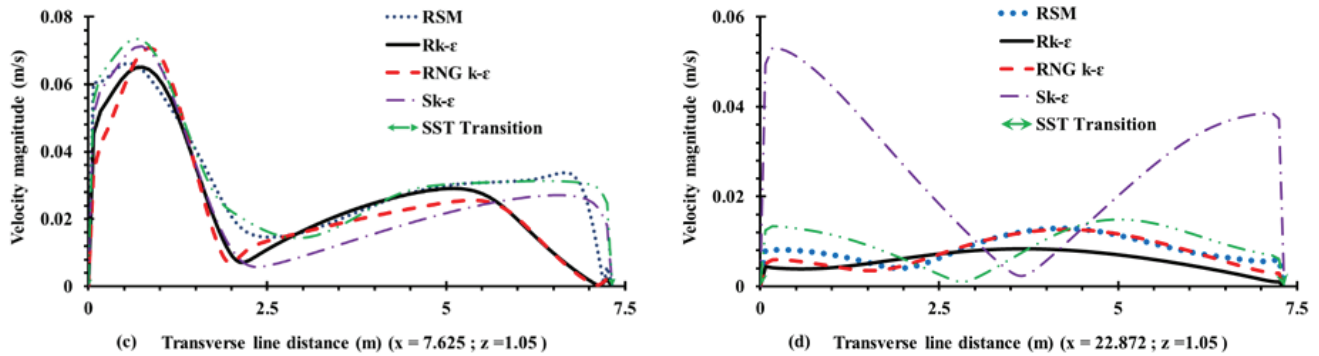 Velocity magnitude (m/s)
0.08
0.06
0.04
0.02
0
0
2.5
5
7.5
RSM
Rk-ε
RNG k-ε
Sk-ε
SST Transition
(c) Transverse line distance (m) (x = 7.625 ; z =1.05 )
Velocity magnitude (m/s)
0.06
0.04
0.02
0
0
2.5
5
7.5
RSM
Rk-ε
RNG k-ε
Sk-ε
SST Transition
(d) Transverse line distance (m) (x = 22.872 ; z =1.05 )